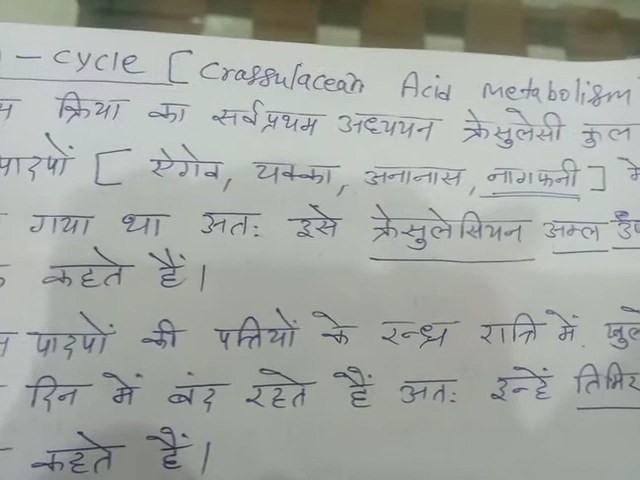 - cycle [ Crassulacean Acid Metabolism
क्रिया का सर्वप्रथम अध्ययन क्रेसुलेसी कुल
पादपों [ ऐगेव, यक्का, अनानास, नागफनी ] में
गया था अतः इसे क्रेसुलेसियन अम्ल
कहते हैं।
पादपों की पत्तियों के रन्ध्र रात्रि में खुले
दिन में बंद रहते हैं अतः इन्हें तिमिर
कहते हैं।